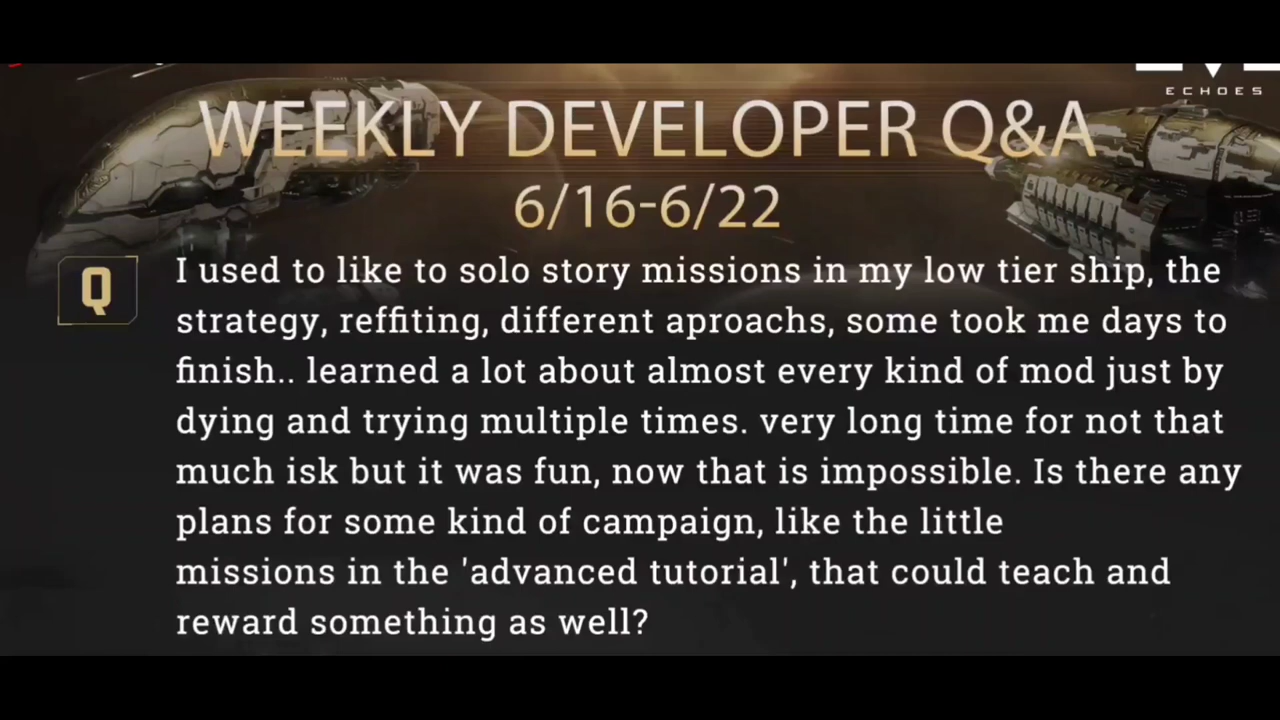 ECHOES
WEEKLY DEVELOPER Q&A
6/16-6/22
Q
I used to like to solo story missions in my low tier ship, the
strategy, reffiting, different aproachs, some took me days to
finish.. learned a lot about almost every kind of mod just by
dying and trying multiple times. very long time for not that
much isk but it was fun, now that is impossible. Is there any
plans for some kind of campaign, like the little
missions in the 'advanced tutorial', that could teach and
reward something as well?